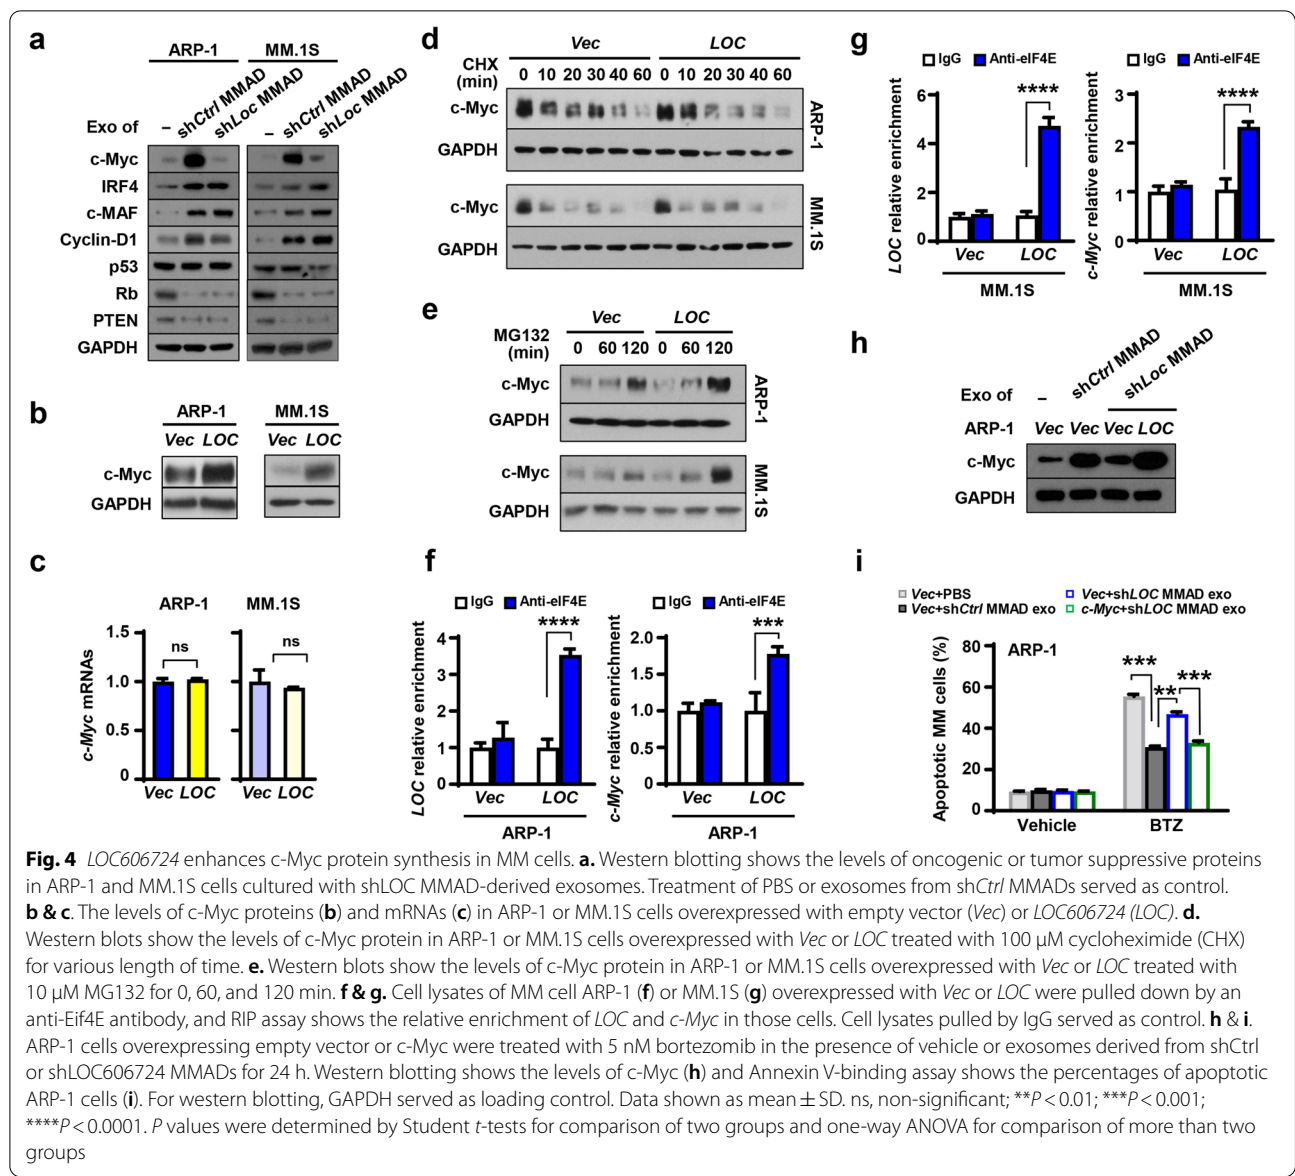 a
ARP-1 MM.1S
Exo of – shCtrl MMAD shLoc MMAD – shCtrl MMAD shLoc MMAD
c-Myc
IRF4
c-MAF
Cyclin-D1
p53
Rb
PTEN
GAPDH
b
ARP-1 MM.1S
Vec LOC Vec LOC
c-Myc
GAPDH
c
ARP-1 MM.1S
c-Myc mRNAs
1.5
1.0
0.5
0
ns ns
Vec LOC Vec LOC
d
Vec LOC
CHX
(min)
0 10 20 30 40 60 0 10 20 30 40 60
c-Myc
GAPDH
ARP-1
c-Myc
GAPDH
MM.1S
e
Vec LOC
MG132
(min)
0 60 120 0 60 120
c-Myc
GAPDH
ARP-1
c-Myc
GAPDH
MM.1S
f
IgG Anti-eIF4E
LOC relative enrichment
4
3
2
1
0
****
Vec LOC
ARP-1
IgG Anti-eIF4E
c-Myc relative enrichment
2.0
1.5
1.0
0.5
0
***
Vec LOC
ARP-1
g
IgG Anti-eIF4E
LOC relative enrichment
6
4
2
0
****
Vec LOC
MM.1S
IgG Anti-eIF4E
c-Myc relative enrichment
3
2
1
0
****
Vec LOC
MM.1S
h
Exo of – shCtrl MMAD shLoc MMAD
ARP-1 Vec Vec Vec LOC
c-Myc
GAPDH
i
Vec+PBS Vec+shLOC MMAD exo
Vec+shCtrl MMAD exo c-Myc+shLOC MMAD exo
ARP-1
Apoptotic MM cells (%)
80
60
40
20
0
*** ** ***
Vehicle BTZ
Fig. 4 LOC606724 enhances c-Myc protein synthesis in MM cells. a. Western blotting shows the levels of oncogenic or tumor suppressive proteins
in ARP-1 and MM.1S cells cultured with shLOC MMAD-derived exosomes. Treatment of PBS or exosomes from shCtrl MMADs served as control.
b & c. The levels of c-Myc proteins (b) and mRNAs (c) in ARP-1 or MM.1S cells overexpressed with empty vector (Vec) or LOC606724 (LOC). d.
Western blots show the levels of c-Myc protein in ARP-1 or MM.1S cells overexpressed with Vec or LOC treated with 100 μM cycloheximide (CHX)
for various length of time. e. Western blots show the levels of c-Myc protein in ARP-1 or MM.1S cells overexpressed with Vec or LOC treated with
10 μM MG132 for 0, 60, and 120 min. f & g. Cell lysates of MM cell ARP-1 (f) or MM.1S (g) overexpressed with Vec or LOC were pulled down by an
anti-Eif4E antibody, and RIP assay shows the relative enrichment of LOC and c-Myc in those cells. Cell lysates pulled by IgG served as control. h & i.
ARP-1 cells overexpressing empty vector or c-Myc were treated with 5 nM bortezomib in the presence of vehicle or exosomes derived from shCtrl
or shLOC606724 MMADs for 24 h. Western blotting shows the levels of c-Myc (h) and Annexin V-binding assay shows the percentages of apoptotic
ARP-1 cells (i). For western blotting, GAPDH served as loading control. Data shown as mean ± SD. ns, non-significant; **P < 0.01; ***P < 0.001;
****P < 0.0001. P values were determined by Student t-tests for comparison of two groups and one-way ANOVA for comparison of more than two
groups